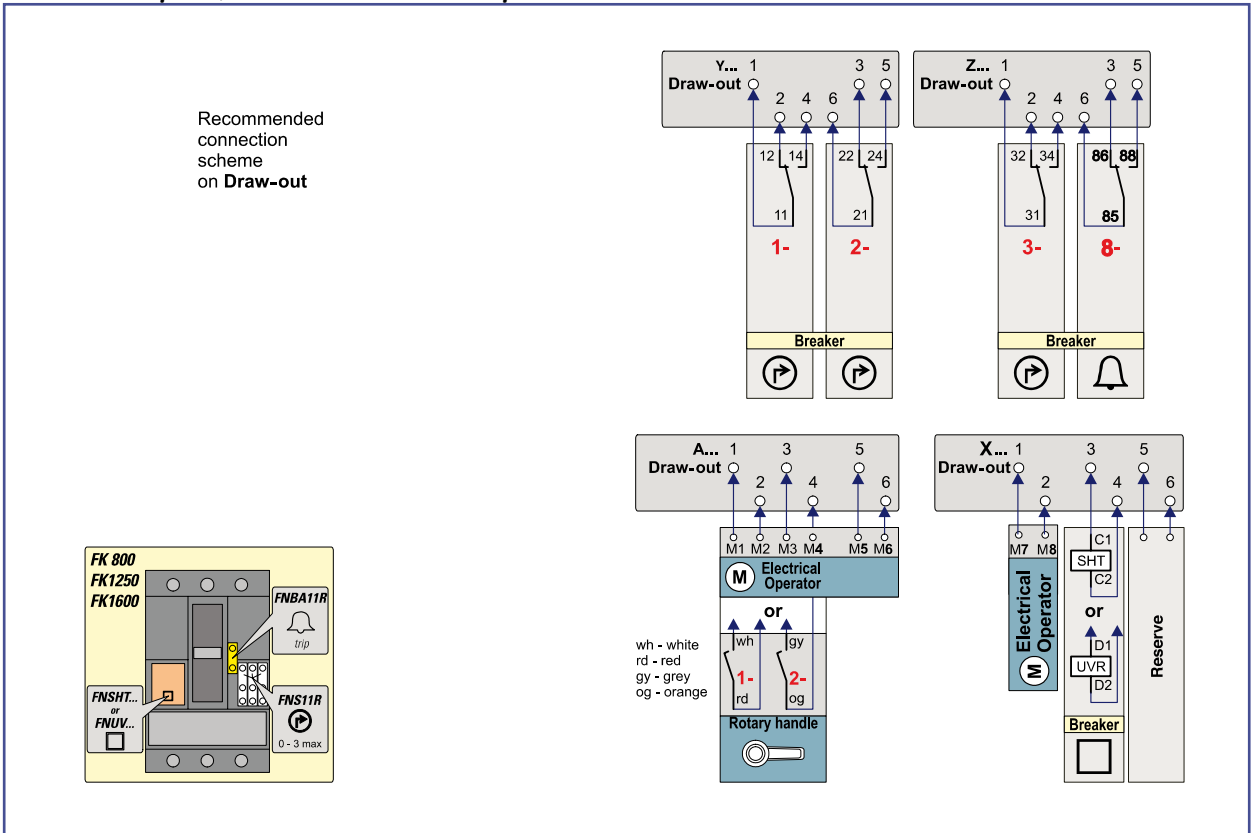 Recommended
connection
scheme
on Draw-out
Y... 1 3 5
Draw-out
2 4 6
12 14 22 24
11 21
1- 2-
Breaker
Z... 1 3 5
Draw-out
2 4 6
32 34 86 88
31 85
3- 8-
Breaker
A... 1 3 5
Draw-out
2 4 6
M1 M2 M3 M4 M5 M6
M Electrical
Operator
or
wh gy
1- 2-
rd og
Rotary handle
wh - white
rd - red
gy - grey
og - orange
X... 1 3 5
Draw-out
2 4 6
M7 M8
M Electrical
Operator
C1
SHT
C2
or
D1
UVR
D2
Breaker
Reserve
FK 800
FK1250
FK1600
FNBA11R
trip
FNSHT...
or
FNUV...
FNS11R
0 - 3 max